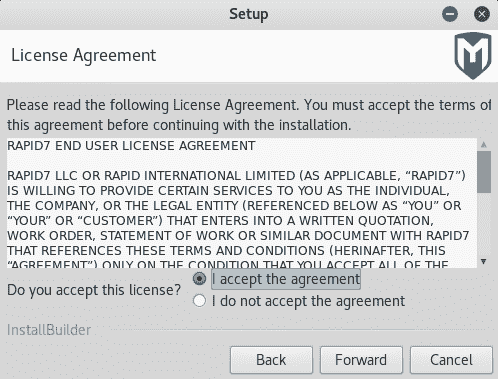 Setup
License Agreement
Please read the following License Agreement. You must accept the terms of
this agreement before continuing with the installation.
RAPID7 END USER LICENSE AGREEMENT
RAPID7 LLC OR RAPID INTERNATIONAL LIMITED (AS APPLICABLE, “RAPID7”)
IS WILLING TO PROVIDE CERTAIN SERVICES TO YOU AS THE INDIVIDUAL,
THE COMPANY, OR THE LEGAL ENTITY (REFERENCED BELOW AS “YOU” OR
“YOUR” OR “CUSTOMER”) THAT ENTERS INTO A WRITTEN QUOTATION,
WORK ORDER, STATEMENT OF WORK OR SIMILAR DOCUMENT WITH RAPID7
THAT REFERENCES THESE TERMS AND CONDITIONS (HERINAFTER, THIS
“AGREEMENT”) ONLY ON THE CONDITION THAT YOU ACCEPT ALL OF THE
Do you accept this license?
I accept the agreement
I do not accept the agreement
InstallBuilder
Back Forward Cancel